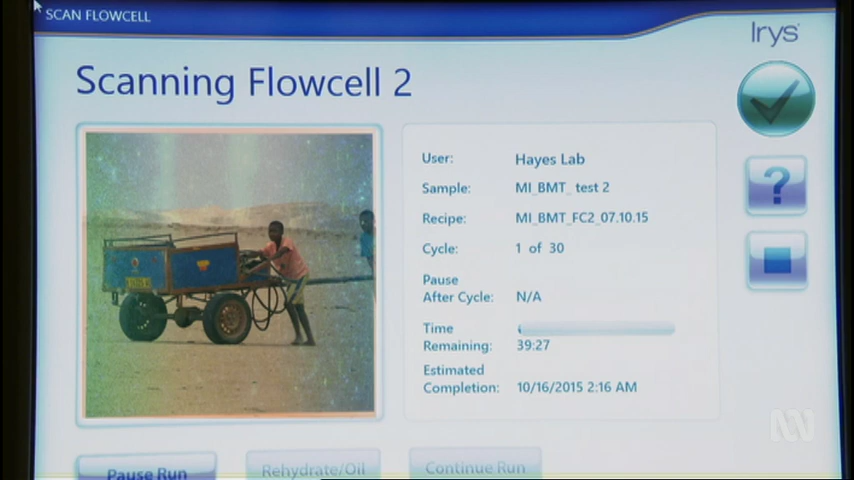 SCAN FLOWCELL
Irys
Scanning Flowcell 2
User: Hayes Lab
Sample: MI_BMT_ test 2
Recipe: MI_BMT_FC2_07.10.15
Cycle: 1 of 30
Pause
After Cycle: N/A
Time
Remaining: 39:27
Estimated
Completion: 10/16/2015 2:16 AM
?
Pause Run
Rehydrate/Oil
Continue Run